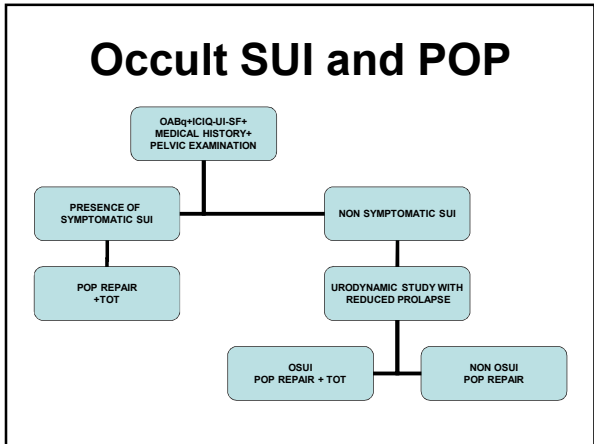 Occult SUI and POP
OABq+ICIQ-UI-SF+
MEDICAL HISTORY+
PELVIC EXAMINATION
PRESENCE OF
SYMPTOMATIC SUI
NON SYMPTOMATIC SUI
POP REPAIR
+TOT
URODYNAMIC STUDY WITH
REDUCED PROLAPSE
OSUI
POP REPAIR + TOT
NON OSUI
POP REPAIR